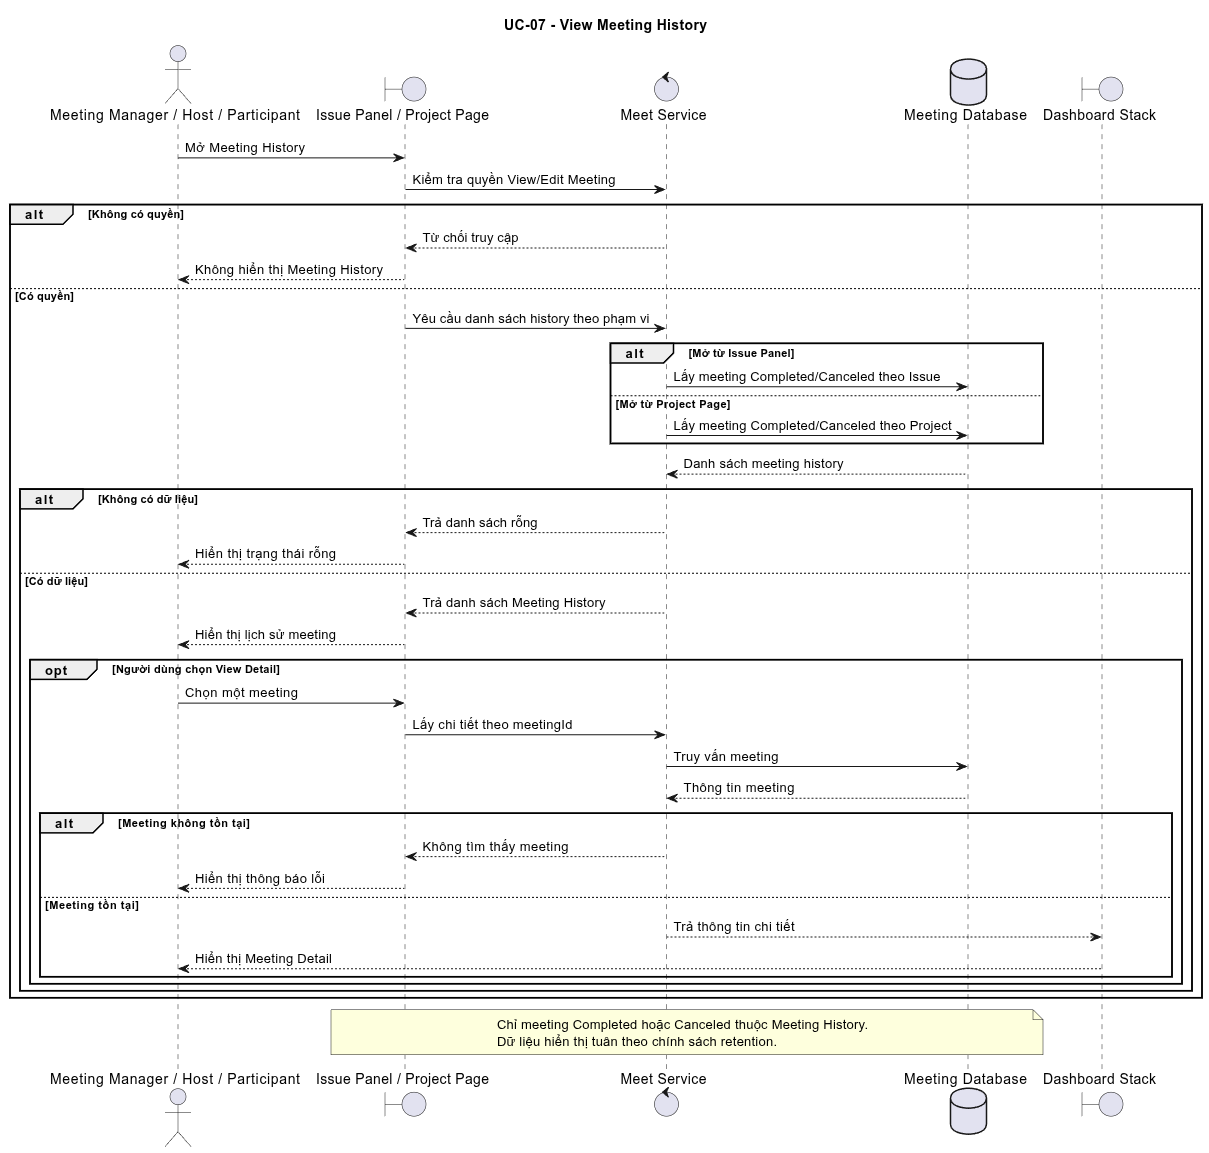 UC-07 - View Meeting History
Meeting Manager / Host / Participant
Issue Panel / Project Page
Meet Service
Meeting Database
Dashboard Stack
Mở Meeting History
Kiểm tra quyền View/Edit Meeting
alt
[Không có quyền]
Từ chối truy cập
Không hiển thị Meeting History
[Có quyền]
Yêu cầu danh sách history theo phạm vi
alt
[Mở từ Issue Panel]
Lấy meeting Completed/Canceled theo Issue
[Mở từ Project Page]
Lấy meeting Completed/Canceled theo Project
Danh sách meeting history
alt
[Không có dữ liệu]
Trả danh sách rỗng
Hiển thị trạng thái rỗng
[Có dữ liệu]
Trả danh sách Meeting History
Hiển thị lịch sử meeting
opt
[Người dùng chọn View Detail]
Chọn một meeting
Lấy chi tiết theo meetingId
Truy vấn meeting
Thông tin meeting
alt
[Meeting không tồn tại]
Không tìm thấy meeting
Hiển thị thông báo lỗi
[Meeting tồn tại]
Trả thông tin chi tiết
Hiển thị Meeting Detail
Chỉ meeting Completed hoặc Canceled thuộc Meeting History.
Dữ liệu hiển thị tuân theo chính sách retention.
Meeting Manager / Host / Participant
Issue Panel / Project Page
Meet Service
Meeting Database
Dashboard Stack